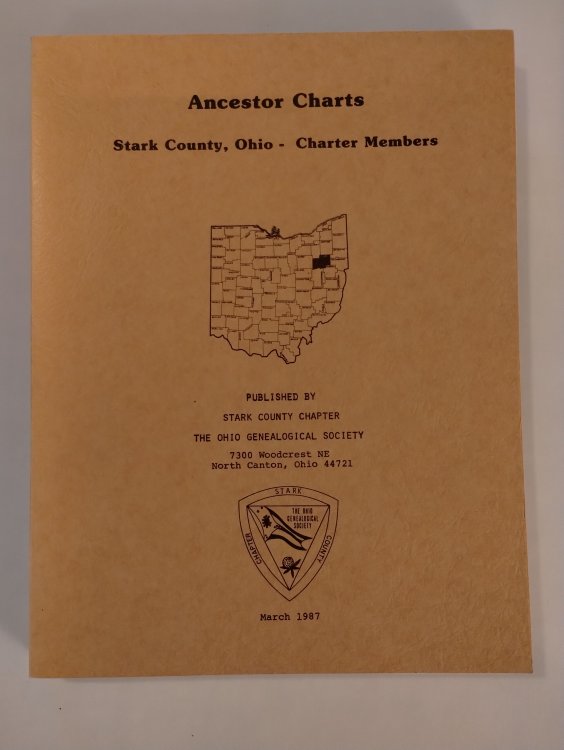 Ancestor Charts
Stark County, Ohio - Charter Members
PUBLISHED BY
STARK COUNTY CHAPTER
THE OHIO GENEALOGICAL SOCIETY
7300 Woodcrest NE
North Canton, Ohio 44721
STARK
THE OHIO
GENEALOGICAL
SOCIETY
CHAPTER
COUNTY
March 1987